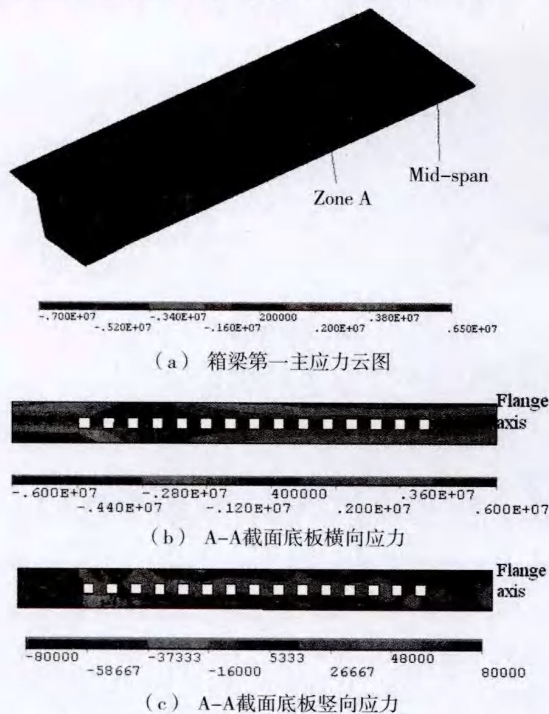 Mid-span
Zone A
-.700E+07 -.340E+07 200000 .380E+07
-.520E+07 -.160E+07 .200E+07 .650E+07
（a） 箱梁第一主应力云图
Flange
axis
-.600E+07 -.280E+07 400000 .360E+07
-.440E+07 -.120E+07 .200E+07 .600E+07
（b） A-A截面底板横向应力
Flange
axis
-80000 -37333 5333 48000
-58667 -16000 26667 80000
（c） A-A截面底板竖向应力